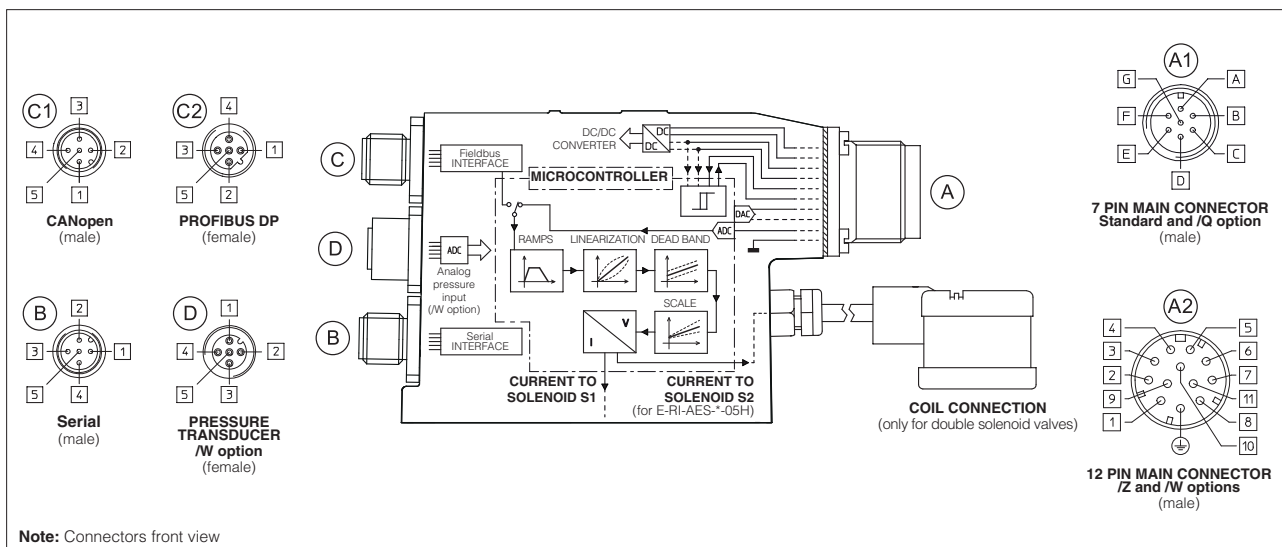 C1
3
4
2
5
1
CANopen
(male)
C2
4
3
1
5
2
PROFIBUS DP
(female)
B
2
3
1
5
4
Serial
(male)
D
1
4
2
5
3
PRESSURE
TRANSDUCER
/W option
(female)
C
D
B
Fieldbus
INTERFACE
DC/DC
CONVERTER
DC
DC
MICROCONTROLLER
DAC
ADC
ADC
Analog
pressure
input
(/W option)
RAMPS
LINEARIZATION
DEAD BAND
SCALE
V
I
Serial
INTERFACE
CURRENT TO
SOLENOID S1
CURRENT TO
SOLENOID S2
(for E-RI-AES-*-05H)
A
COIL CONNECTION
(only for double solenoid valves)
A1
G
A
F
B
E
C
D
7 PIN MAIN CONNECTOR
Standard and /Q option
(male)
A2
4
5
3
6
2
7
9
11
1
8
10
12 PIN MAIN CONNECTOR
/Z and /W options
(male)
Note: Connectors front view